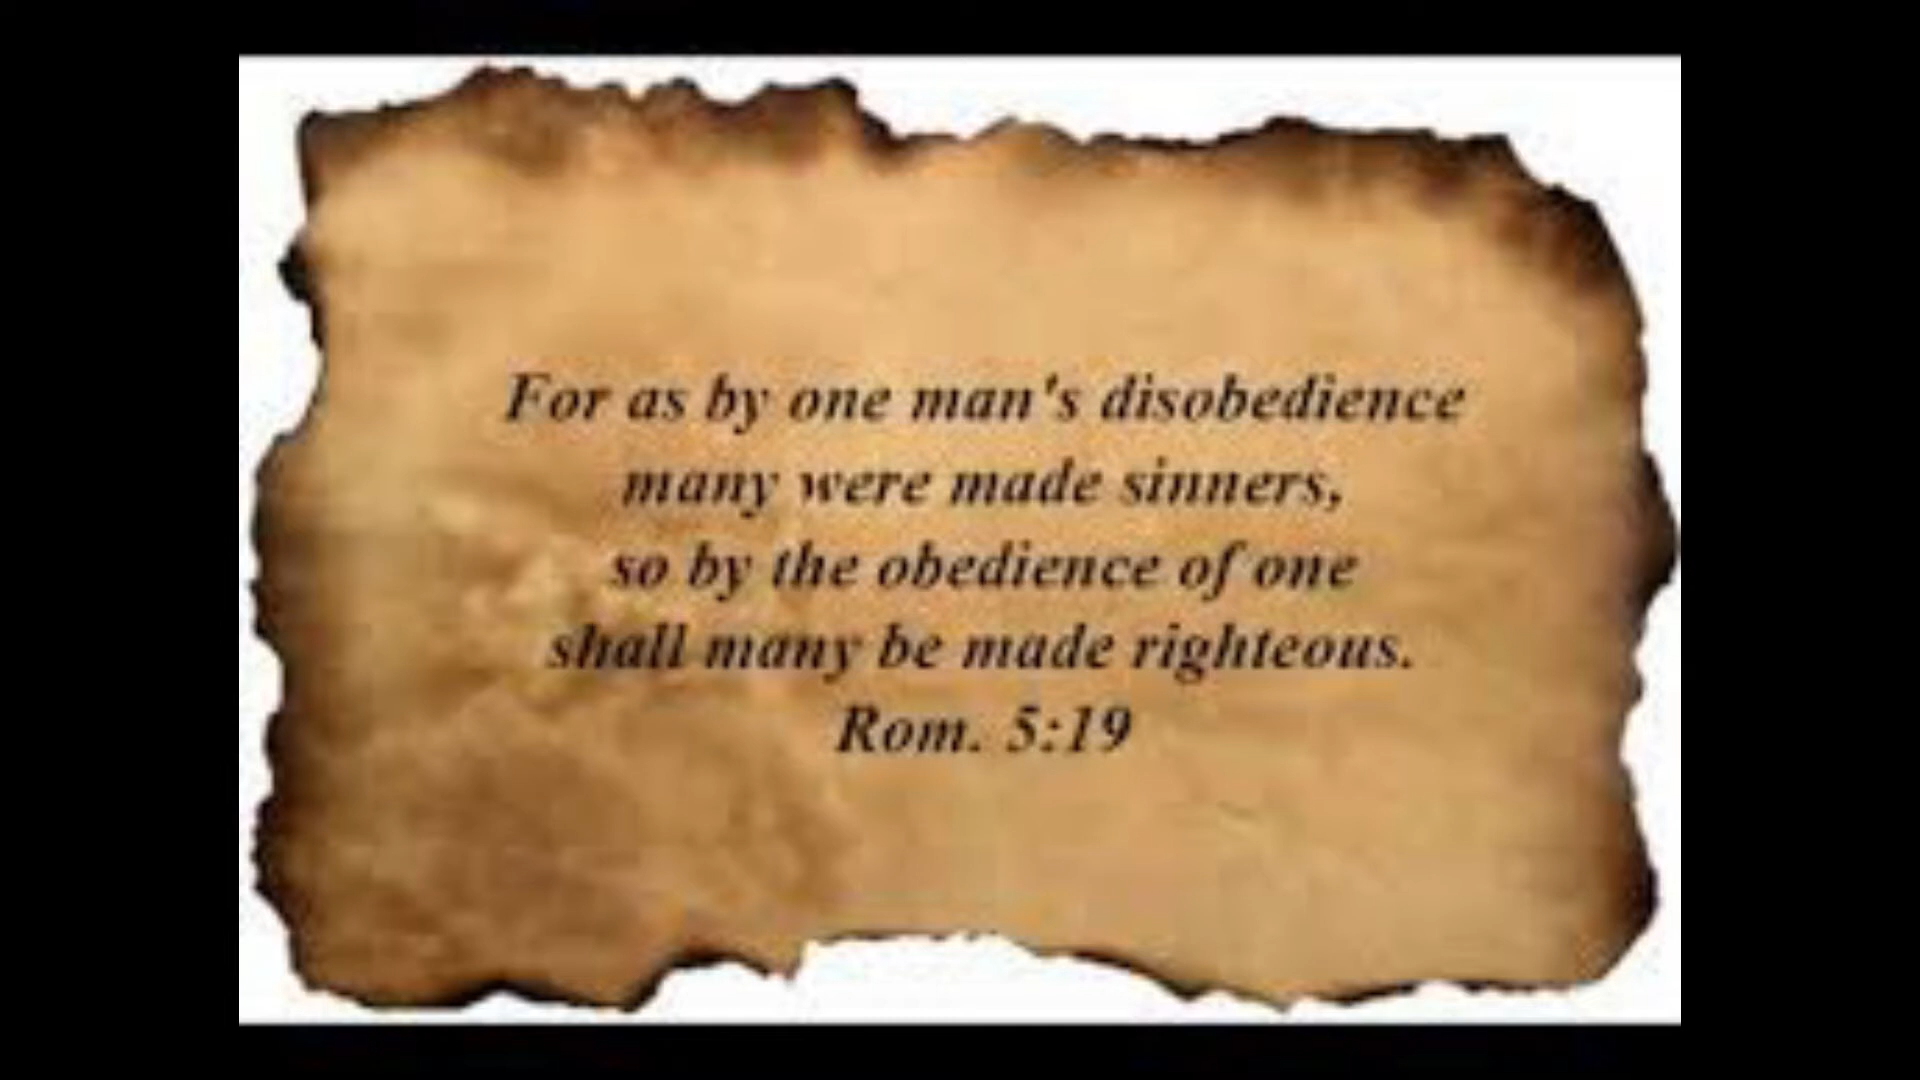 For as by one man's disobedience
many were made sinners,
so by the obedience of one
shall many be made righteous.
Rom. 5:19